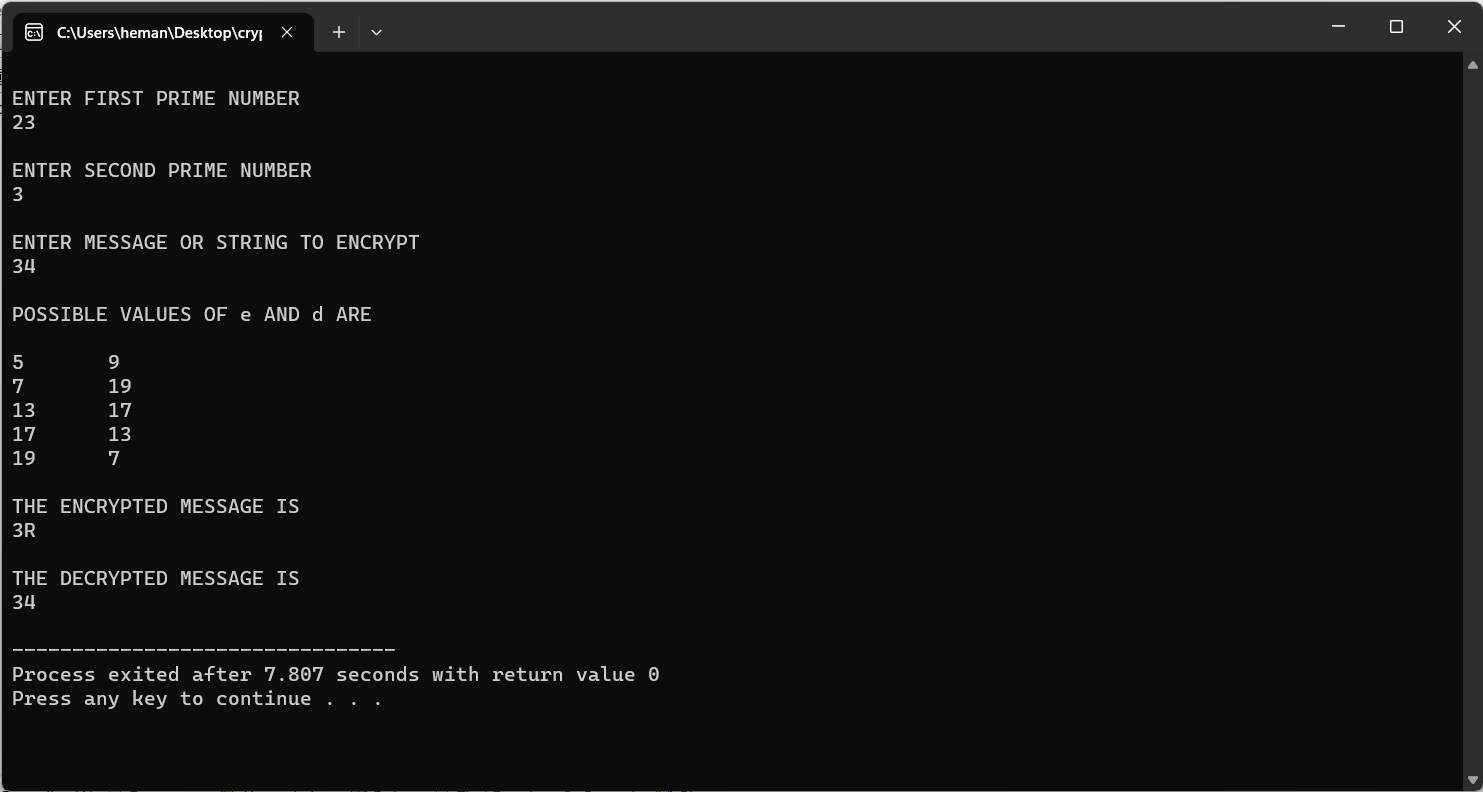 C:\Users\heman\Desktop\cryp
ENTER FIRST PRIME NUMBER
23
ENTER SECOND PRIME NUMBER
3
ENTER MESSAGE OR STRING TO ENCRYPT
34
POSSIBLE VALUES OF e AND d ARE
5 9
7 19
13 17
17 13
19 7
THE ENCRYPTED MESSAGE IS
3R
THE DECRYPTED MESSAGE IS
34
--------------------------------
Process exited after 7.807 seconds with return value 0
Press any key to continue . . .